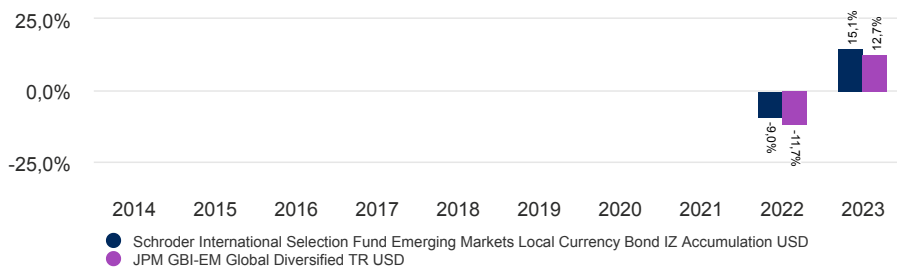 25,0%
15,1%
12,7%
0,0%
-9,0%
-11,7%
-25,0%
2014 2015 2016 2017 2018 2019 2020 2021 2022 2023
Schroder International Selection Fund Emerging Markets Local Currency Bond IZ Accumulation USD
JPM GBI-EM Global Diversified TR USD